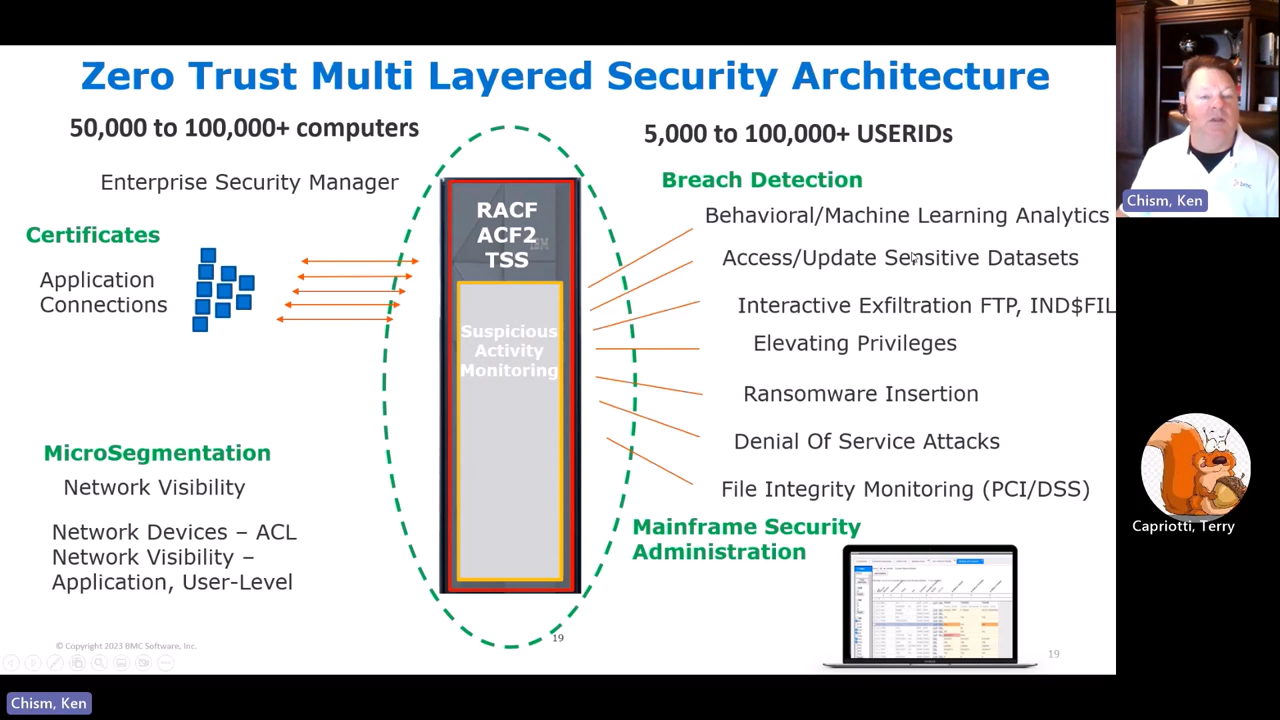 Zero Trust Multi Layered Security Architecture
50,000 to 100,000+ computers
5,000 to 100,000+ USERIDs
Enterprise Security Manager
Certificates
Application
Connections
MicroSegmentation
Network Visibility
Network Devices – ACL
Network Visibility –
Application, User-Level
RACF
ACF2
TSS
IBM
Suspicious
Activity
Monitoring
Breach Detection
Behavioral/Machine Learning Analytics
Access/Update Sensitive Datasets
Interactive Exfiltration FTP, IND$FIL
Elevating Privileges
Ransomware Insertion
Denial Of Service Attacks
File Integrity Monitoring (PCI/DSS)
Mainframe Security
Administration
© Copyright 2023 BMC Software, Inc.
19
19
bmc
Chism, Ken
Capriotti, Terry
Chism, Ken